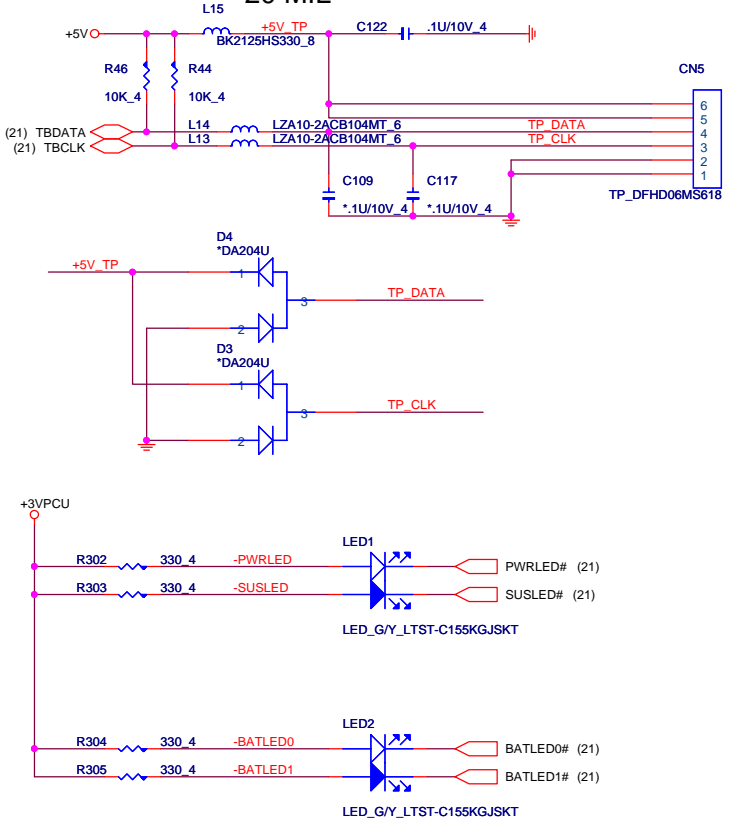 L15
+5V
+5V_TP
BK2125HS330_8
C122
.1U/10V_4
R46
R44
10K_4
10K_4
CN5
6
5
4
3
2
1
TP_DFHD06MS618
(21) TBDATA
(21) TBCLK
L14
L13
LZA10-2ACB104MT_6
LZA10-2ACB104MT_6
TP_DATA
TP_CLK
C109
*.1U/10V_4
C117
*.1U/10V_4
D4
*DA204U
+5V_TP
1
2
3
TP_DATA
D3
*DA204U
1
2
3
TP_CLK
+3VPCU
LED1
R302
330_4
-PWRLED
PWRLED# (21)
R303
330_4
-SUSLED
SUSLED# (21)
LED_G/Y_LTST-C155KGJSKT
LED2
R304
330_4
-BATLED0
BATLED0# (21)
R305
330_4
-BATLED1
BATLED1# (21)
LED_G/Y_LTST-C155KGJSKT